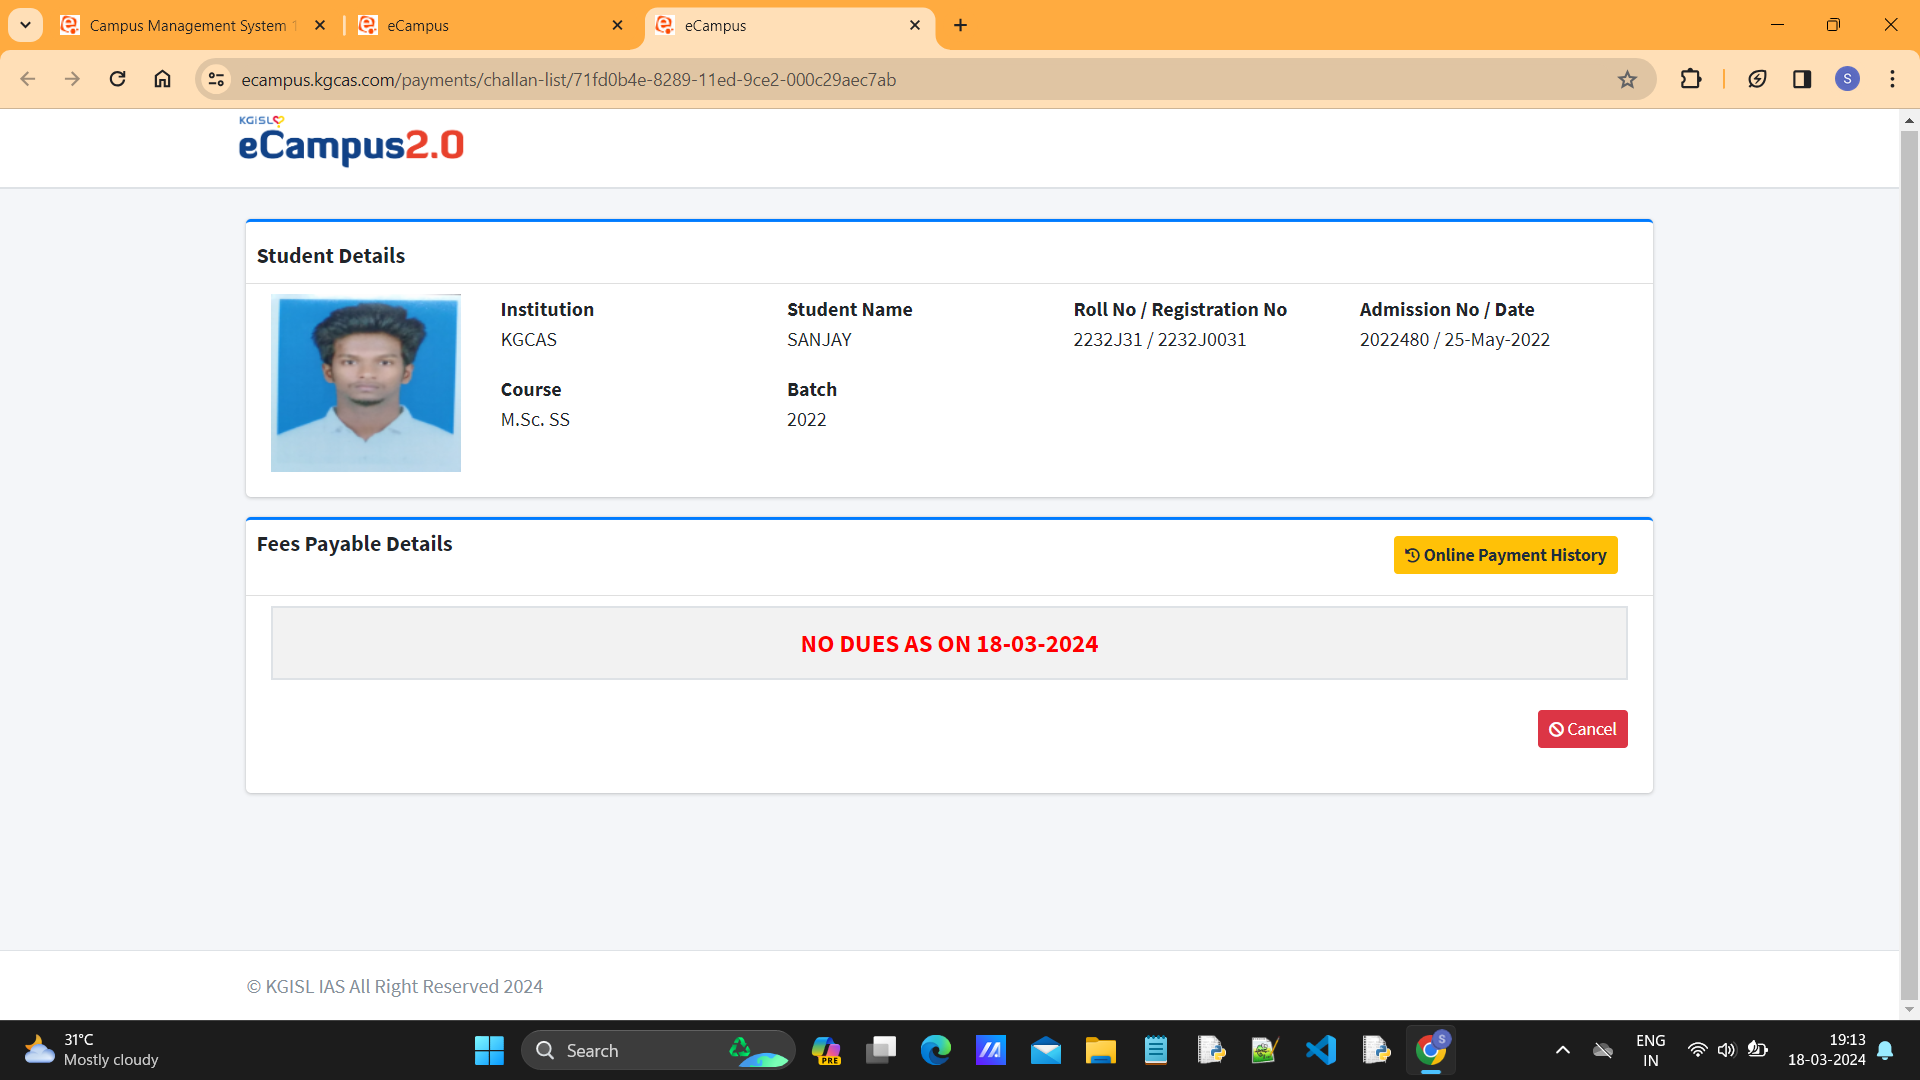 Campus Management System
eCampus
eCampus
ecampus.kgcas.com/payments/challan-list/71fd0b4e-8289-11ed-9ce2-000c29aec7ab
S
KGiSL
eCampus2.0
Student Details
Institution
KGCAS
Student Name
SANJAY
Roll No / Registration No
2232J31 / 2232J0031
Admission No / Date
2022480 / 25-May-2022
Course
M.Sc. SS
Batch
2022
Fees Payable Details
Online Payment History
NO DUES AS ON 18-03-2024
Cancel
© KGISL IAS All Right Reserved 2024
31°C
Mostly cloudy
Search
PRE
S
ENG
IN
19:13
18-03-2024